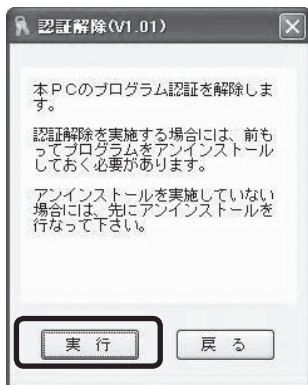 認証解除(V1.01)
本PCのプログラム認証を解除しま
す。
認証解除を実施する場合には、前も
ってプログラムをアンインストール
しておく必要があります。
アンインストールを実施していない
場合には、先にアンインストールを
行なって下さい。
実 行
戻 る